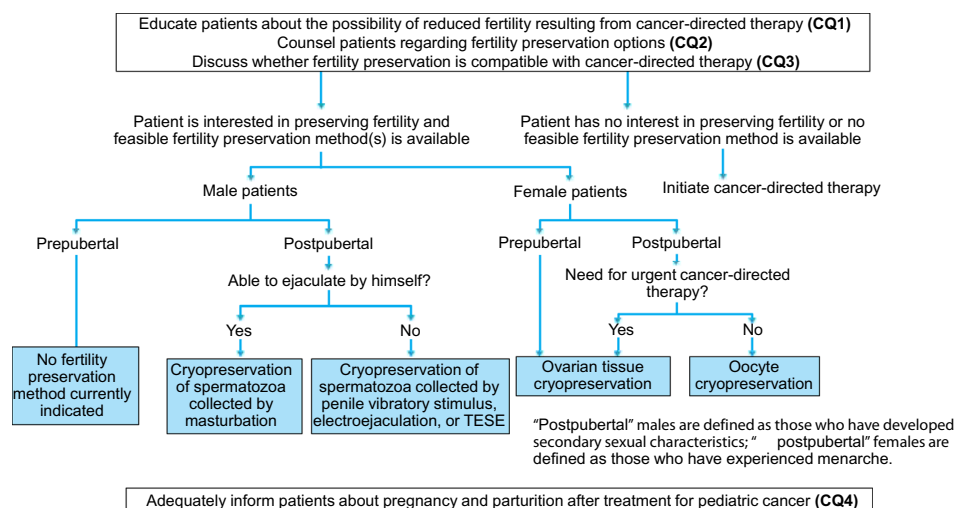 Educate patients about the possibility of reduced fertility resulting from cancer-directed therapy (CQ1)
Counsel patients regarding fertility preservation options (CQ2)
Discuss whether fertility preservation is compatible with cancer-directed therapy (CQ3)
Patient is interested in preserving fertility and
feasible fertility preservation method(s) is available
Patient has no interest in preserving fertility or no
feasible fertility preservation method is available
Initiate cancer-directed therapy
Male patients
Female patients
Prepubertal
Postpubertal
Prepubertal
Postpubertal
Able to ejaculate by himself?
Need for urgent cancer-directed
therapy?
Yes
No
Yes
No
No fertility
preservation
method currently
indicated
Cryopreservation
of spermatozoa
collected by
masturbation
Cryopreservation of
spermatozoa collected by
penile vibratory stimulus,
electroejaculation, or TESE
Ovarian tissue
cryopreservation
Oocyte
cryopreservation
"Postpubertal" males are defined as those who have developed
secondary sexual characteristics; " postpubertal" females are
defined as those who have experienced menarche.
Adequately inform patients about pregnancy and parturition after treatment for pediatric cancer (CQ4)